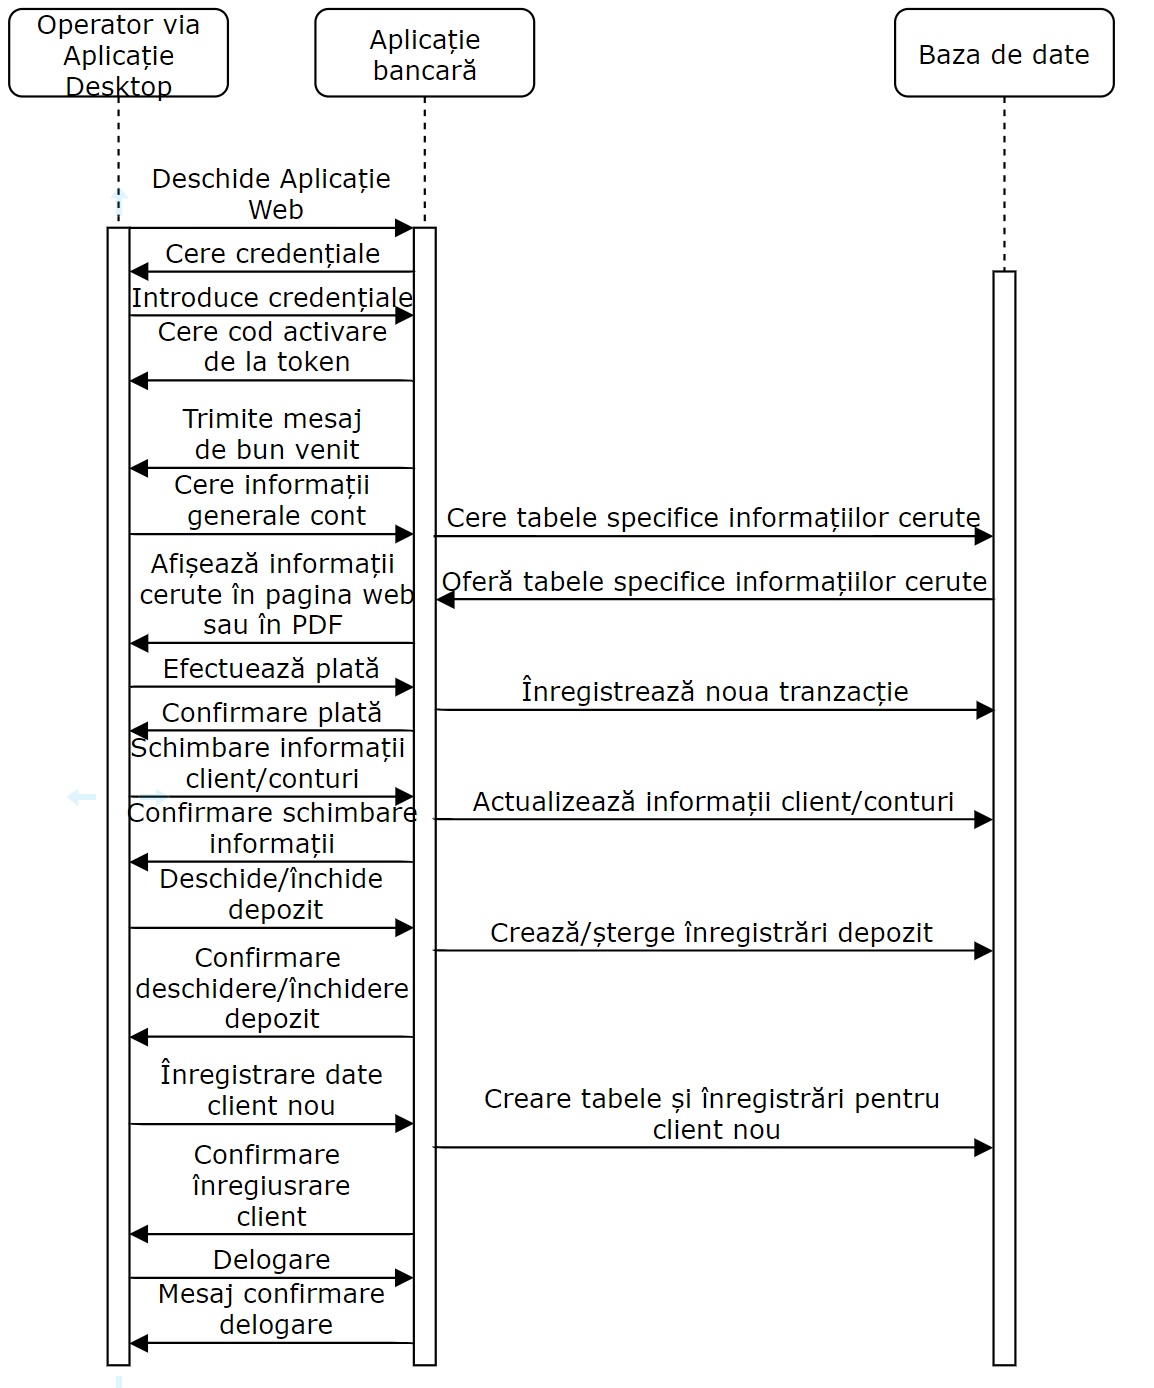 Operator via
Aplicație
Desktop
Aplicație
bancară
Baza de date
Deschide Aplicație
Web
Cere credențiale
Introduce credențiale
Cere cod activare
de la token
Trimite mesaj
de bun venit
Cere informații
generale cont
Cere tabele specifice informațiilor cerute
Afișează informații
cerute în pagina web
sau în PDF
Oferă tabele specifice informațiilor cerute
Efectuează plată
Înregistrează noua tranzacție
Confirmare plată
Schimbare informații
client/conturi
Actualizează informații client/conturi
Confirmare schimbare
informații
Deschide/închide
depozit
Crează/șterge înregistrări depozit
Confirmare
deschidere/închidere
depozit
Înregistrare date
client nou
Creare tabele și înregistrări pentru
client nou
Confirmare
înregiusrare
client
Delogare
Mesaj confirmare
delogare